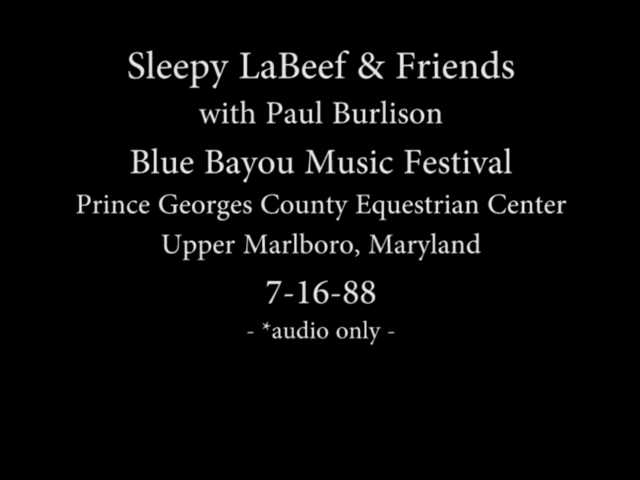 Sleepy LaBeef & Friends
with Paul Burlison
Blue Bayou Music Festival
Prince Georges County Equestrian Center
Upper Marlboro, Maryland
7-16-88
- *audio only -